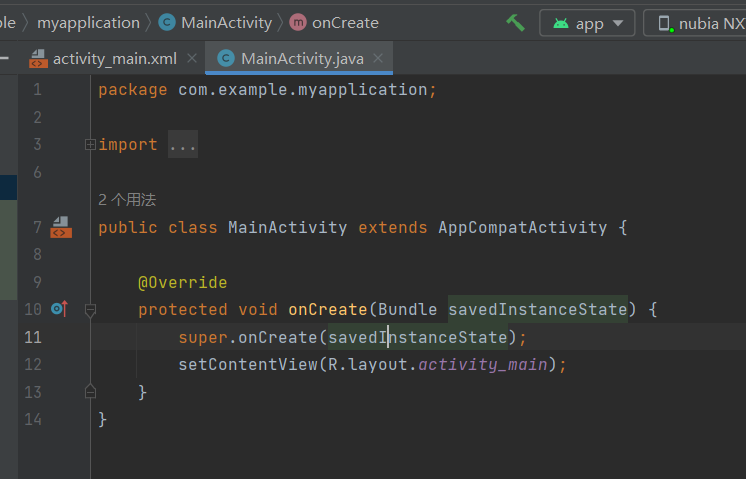 ple myapplication MainActivity onCreate app nubia NX
activity_main.xml MainActivity.java
1 package com.example.myapplication;
2
3 import ...
6
2 个用法
7 public class MainActivity extends AppCompatActivity {
8
9 @Override
10 protected void onCreate(Bundle savedInstanceState) {
11 super.onCreate(savedInstanceState);
12 setContentView(R.layout.activity_main);
13 }
14 }